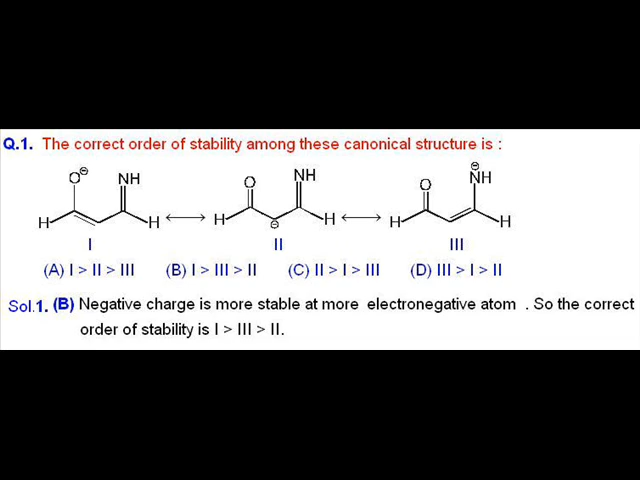 Q.1. The correct order of stability among these canonical structure is :
O⊖ NH O NH O ⊖NH
H H H ⊖ H H H
I II III
(A) I > II > III (B) I > III > II (C) II > I > III (D) III > I > II
Sol.1. (B) Negative charge is more stable at more electronegative atom . So the correct
order of stability is I > III > II.